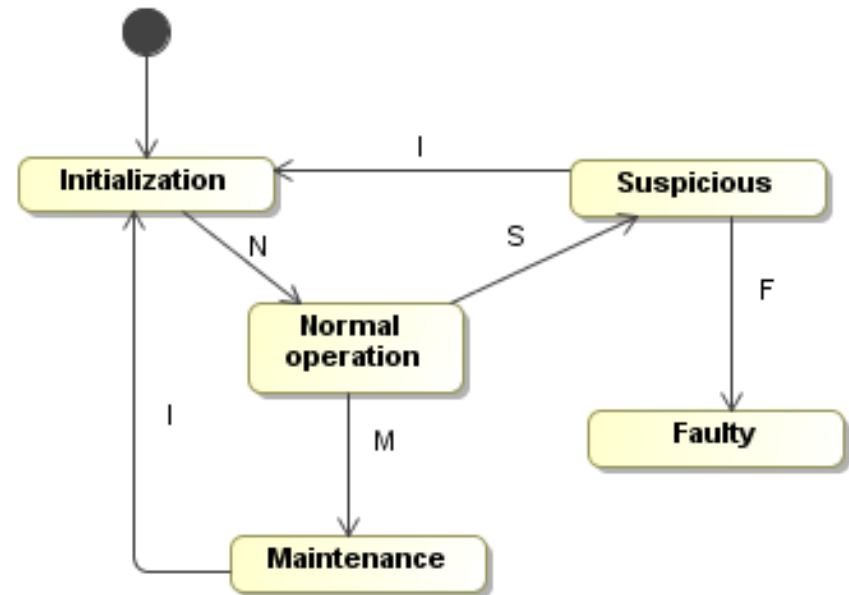 I
Initialization
Suspicious
N
S
Normal
operation
F
I
M
Faulty
Maintenance